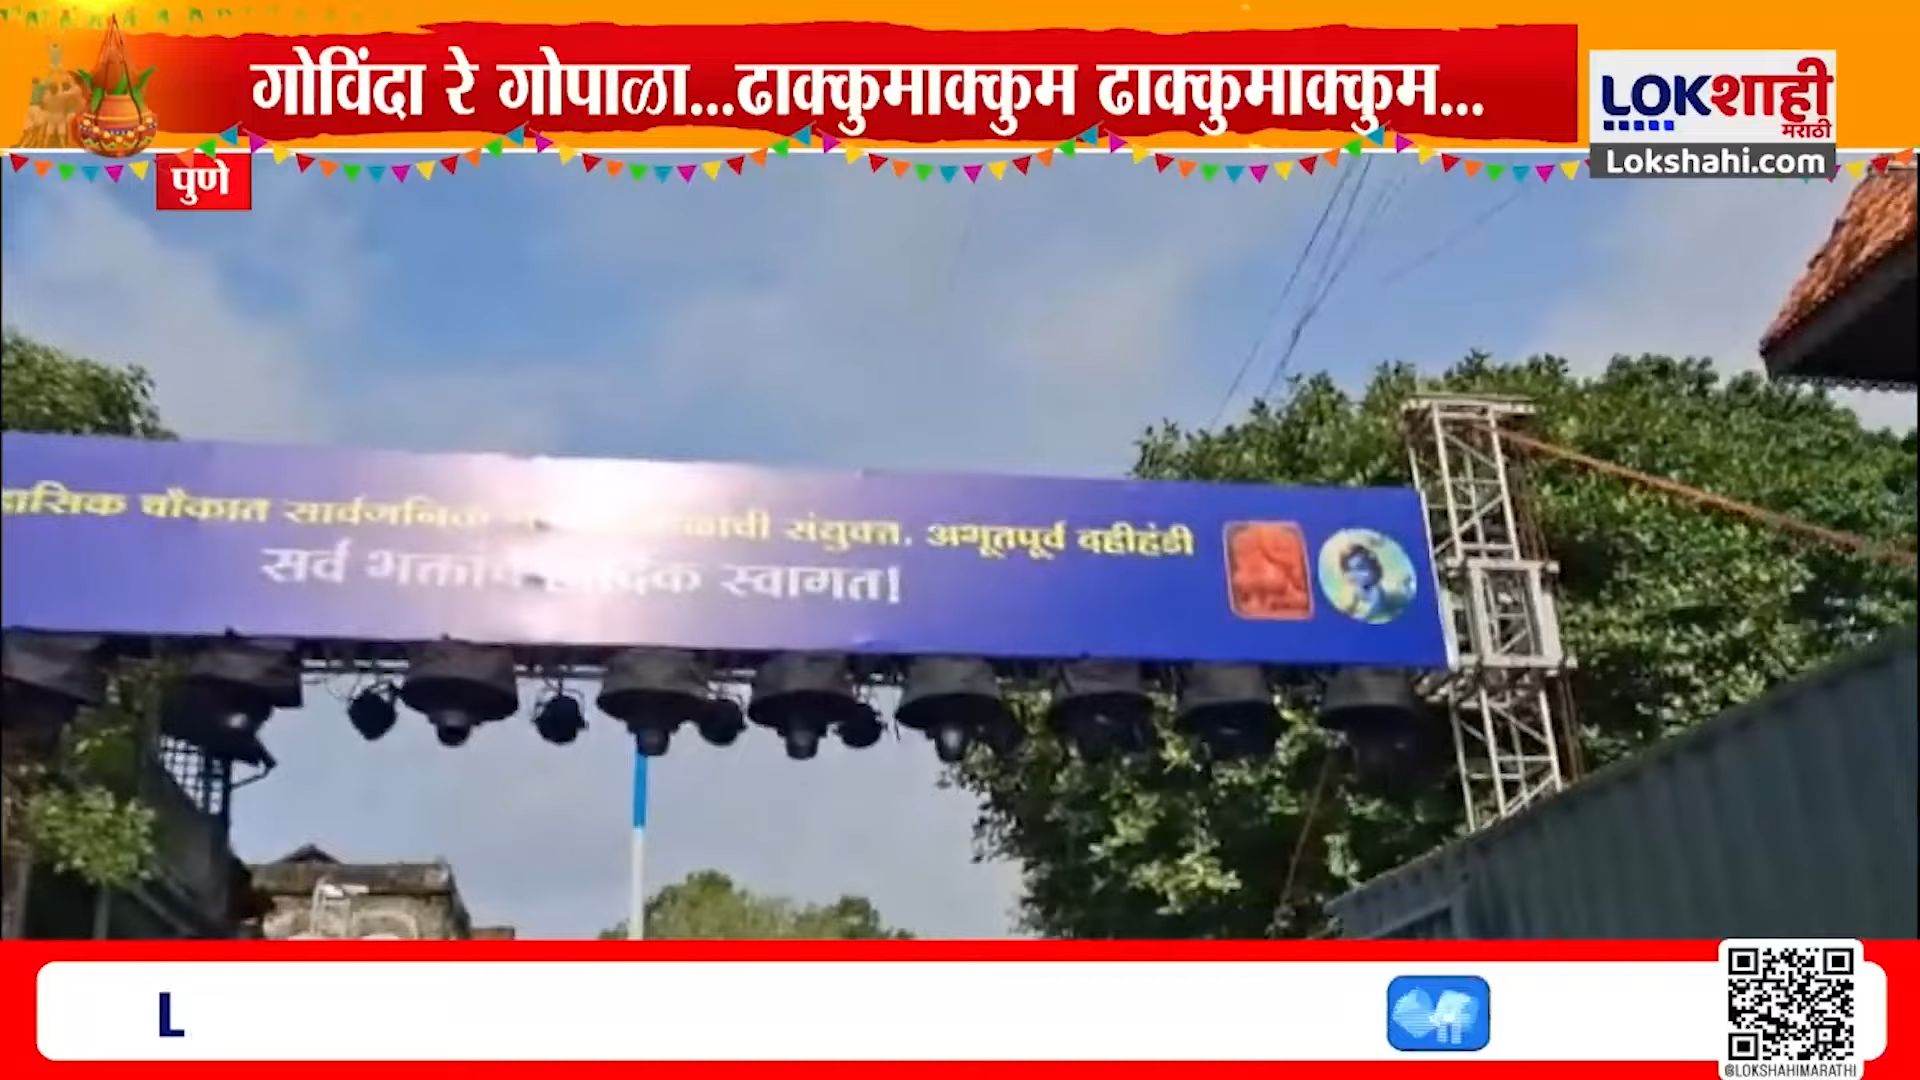 गोविंदा रे गोपाळा...ढाक्कुमाक्कुम ढाक्कुमाक्कुम...
LOKशाही
मराठी
Lokshahi.com
पुणे
चौकात सार्वजनिक संयुक्त. अभूतपूर्व दहीहंडी
सर्व स्वागत!
L
@LOKSHAHIMARATHI